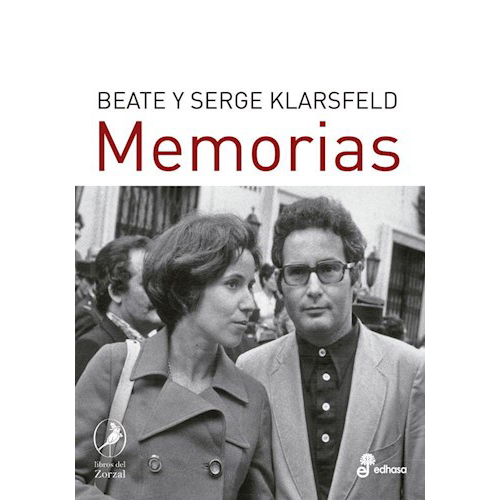 BEATE Y SERGE KLARSFELD
Memorias
libros del
Zorzal
edhasa